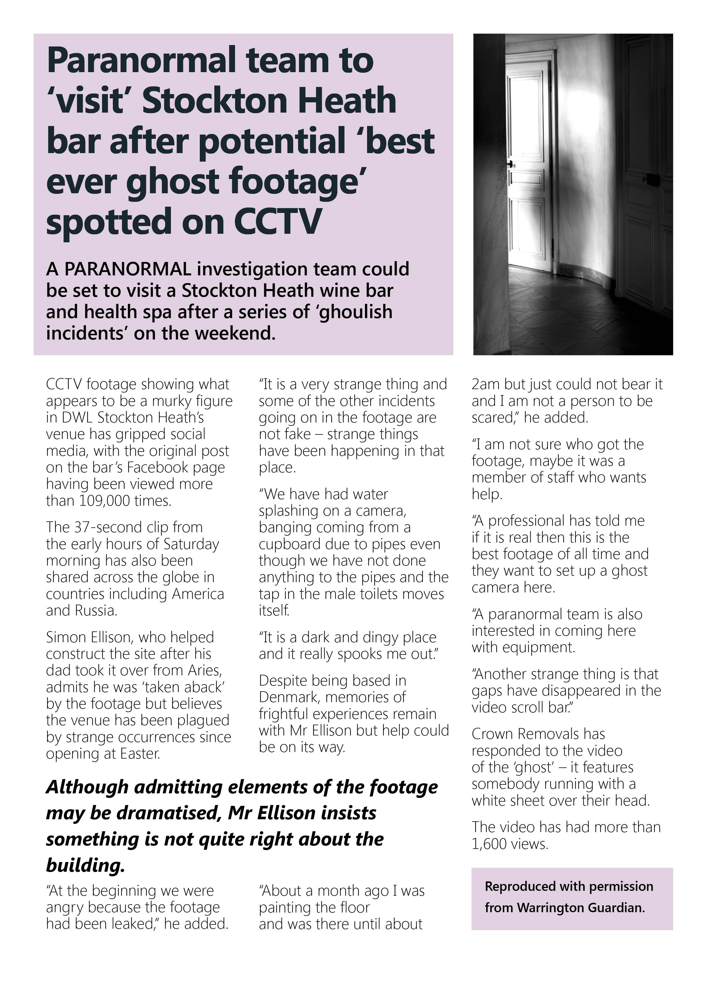 Paranormal team to
‘visit’ Stockton Heath
bar after potential ‘best
ever ghost footage’
spotted on CCTV
A PARANORMAL investigation team could
be set to visit a Stockton Heath wine bar
and health spa after a series of ‘ghoulish
incidents’ on the weekend.
CCTV footage showing what
appears to be a murky figure
in DWL Stockton Heath’s
venue has gripped social
media, with the original post
on the bar’s Facebook page
having been viewed more
than 109,000 times.
The 37-second clip from
the early hours of Saturday
morning has also been
shared across the globe in
countries including America
and Russia.
Simon Ellison, who helped
construct the site after his
dad took it over from Aries,
admits he was ‘taken aback’
by the footage but believes
the venue has been plagued
by strange occurrences since
opening at Easter.
Although admitting elements of the footage
may be dramatised, Mr Ellison insists
something is not quite right about the
building.
“At the beginning we were
angry because the footage
had been leaked,” he added.
“It is a very strange thing and
some of the other incidents
going on in the footage are
not fake – strange things
have been happening in that
place.
“We have had water
splashing on a camera,
banging coming from a
cupboard due to pipes even
though we have not done
anything to the pipes and the
tap in the male toilets moves
itself.
“It is a dark and dingy place
and it really spooks me out.”
Despite being based in
Denmark, memories of
frightful experiences remain
with Mr Ellison but help could
be on its way.
“About a month ago I was
painting the floor
and was there until about
2am but just could not bear it
and I am not a person to be
scared,” he added.
“I am not sure who got the
footage, maybe it was a
member of staff who wants
help.
“A professional has told me
if it is real then this is the
best footage of all time and
they want to set up a ghost
camera here.
“A paranormal team is also
interested in coming here
with equipment.
“Another strange thing is that
gaps have disappeared in the
video scroll bar.”
Crown Removals has
responded to the video
of the ‘ghost’ – it features
somebody running with a
white sheet over their head.
The video has had more than
1,600 views.
Reproduced with permission
from Warrington Guardian.